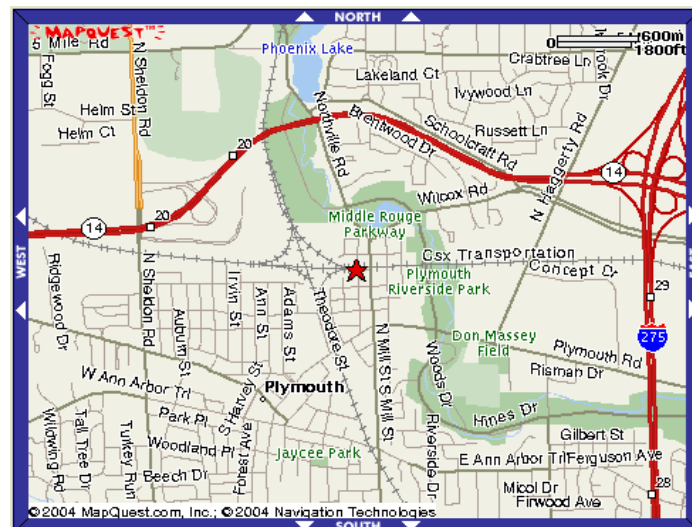 NORTH
MAPQUEST™
600m
0
1800ft
5 Mile Rd
Phoenix Lake
Crabtree Ln
Lakeland Ct
Fogg St
N Sheldon Rd
Ivywood Ln
Helm St
Northville Rd
Brentwood Dr
Schoolcraft Rd
Russett Ln
Helm Ct
20
N Haggerty Rd
14
Wilcox Rd
20
Middle Rouge
Parkway
14
WEST
Csx Transportation
Concept Dr
Plymouth
Riverside Park
Ridgewood Dr
N Sheldon Rd
Irvin St
Ann St
Adams St
Theodore St
29
Auburn St
N Mill St
Don Massey
Field
275
Plymouth Rd
Risman Dr
W Ann Arbor Trl
Plymouth
S Harvey St
Woods Dr
S Mill St
Hines Dr
Park Pl
Gilbert St
Wilowing Rd
Tall Tree Dr
Turkey Run
Woodland Pl
Forest Ave
Jaycee Park
Riverside Dr
E Ann Arbor Trl
Ferguson Ave
Beech Dr
Micol Dr
28
Firwood Ave
©2004 MapQuest.com, Inc.; ©2004 Navigation Technologies
SOUTH